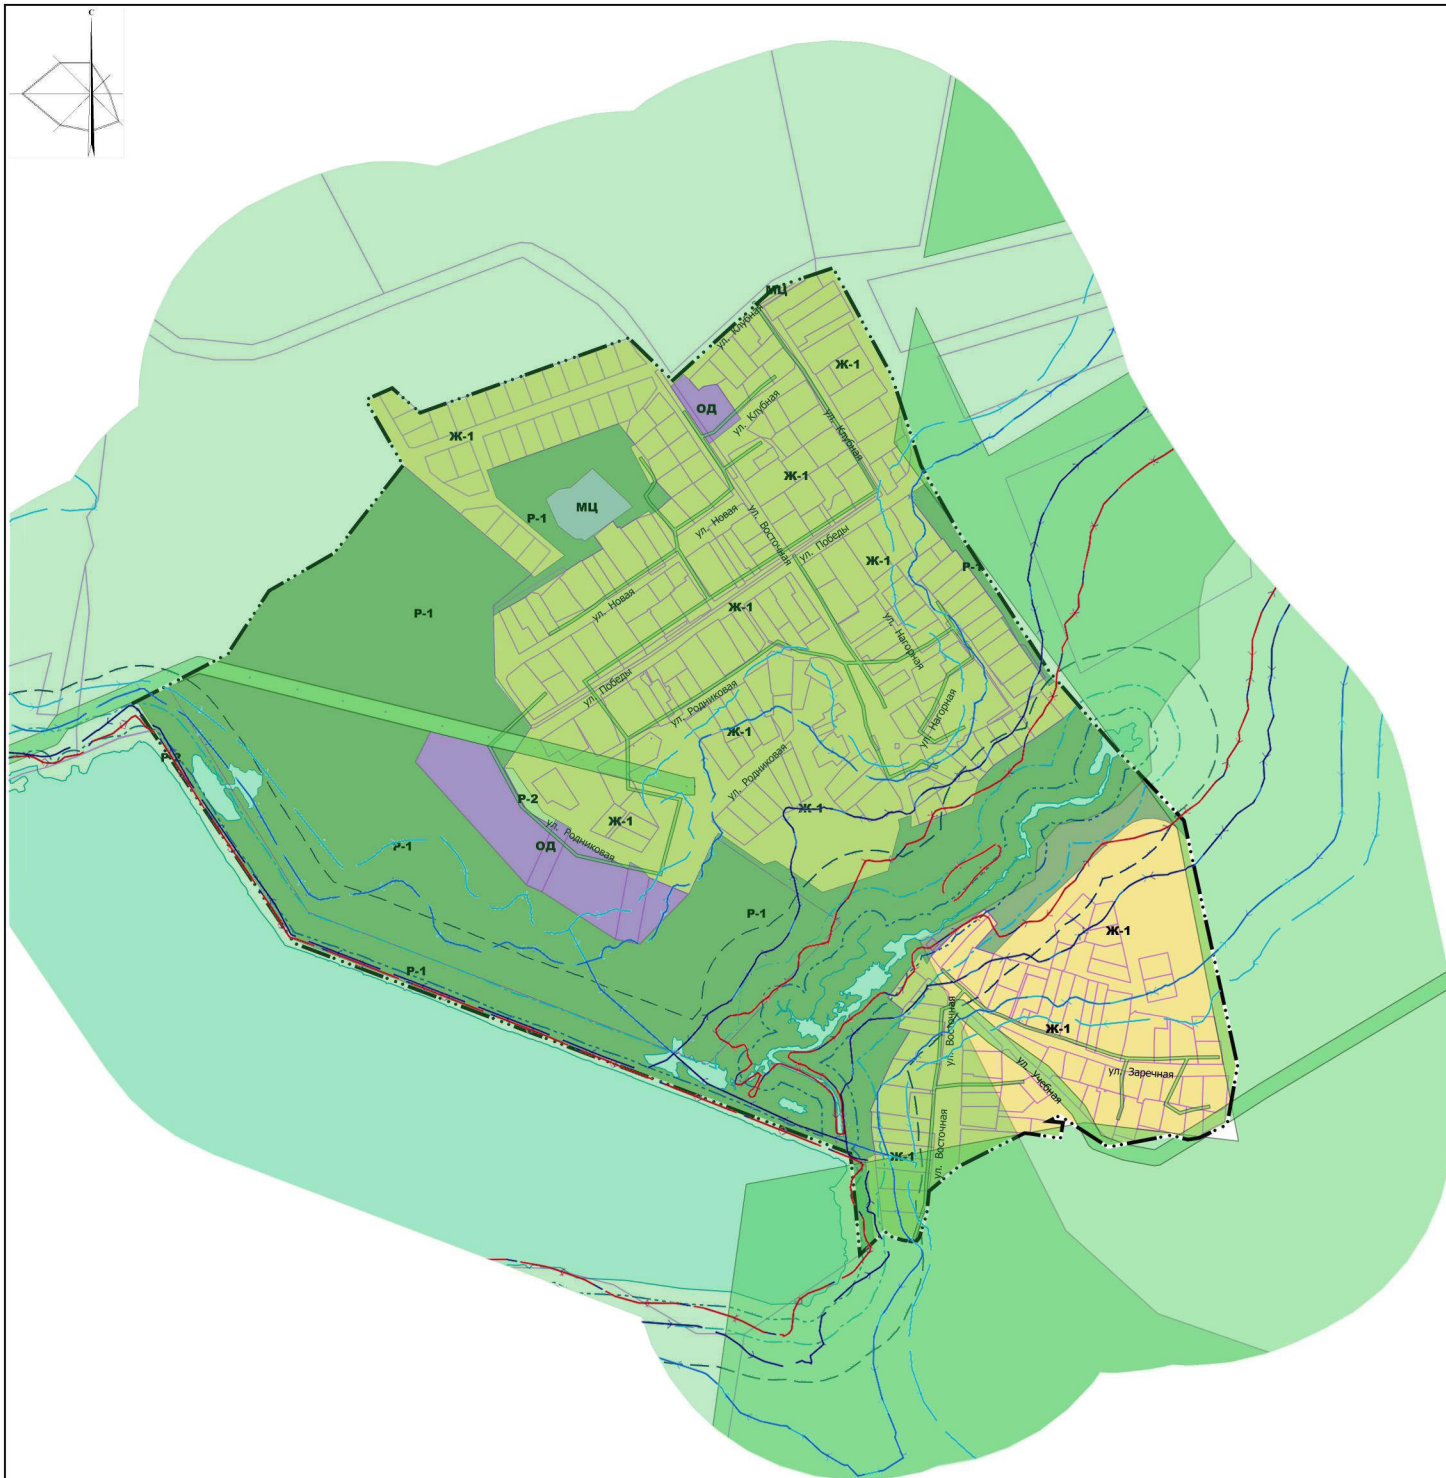 С
МЦ
ул. Клубная
Ж-1
ОД
ул. Клубная
ул. Клубная
Ж-1
Ж-1
МЦ
Р-1
ул. Новая
ул. Восточная
ул. Победы
Ж-1
Р-1
ул. Новая
Ж-1
Р-1
ул. Нагорная
ул. Победы
ул. Родниковая
Ж-1
ул. Нагорная
Р-2
ул. Родниковая
Р-2
Ж-1
Ж-1
ул. Родниковая
ОД
Р-1
Р-1
Ж-1
Р-1
ул. Восточная
Ж-1
ул. Учебная
ул. Заречная
ул. Восточная
Ж-1